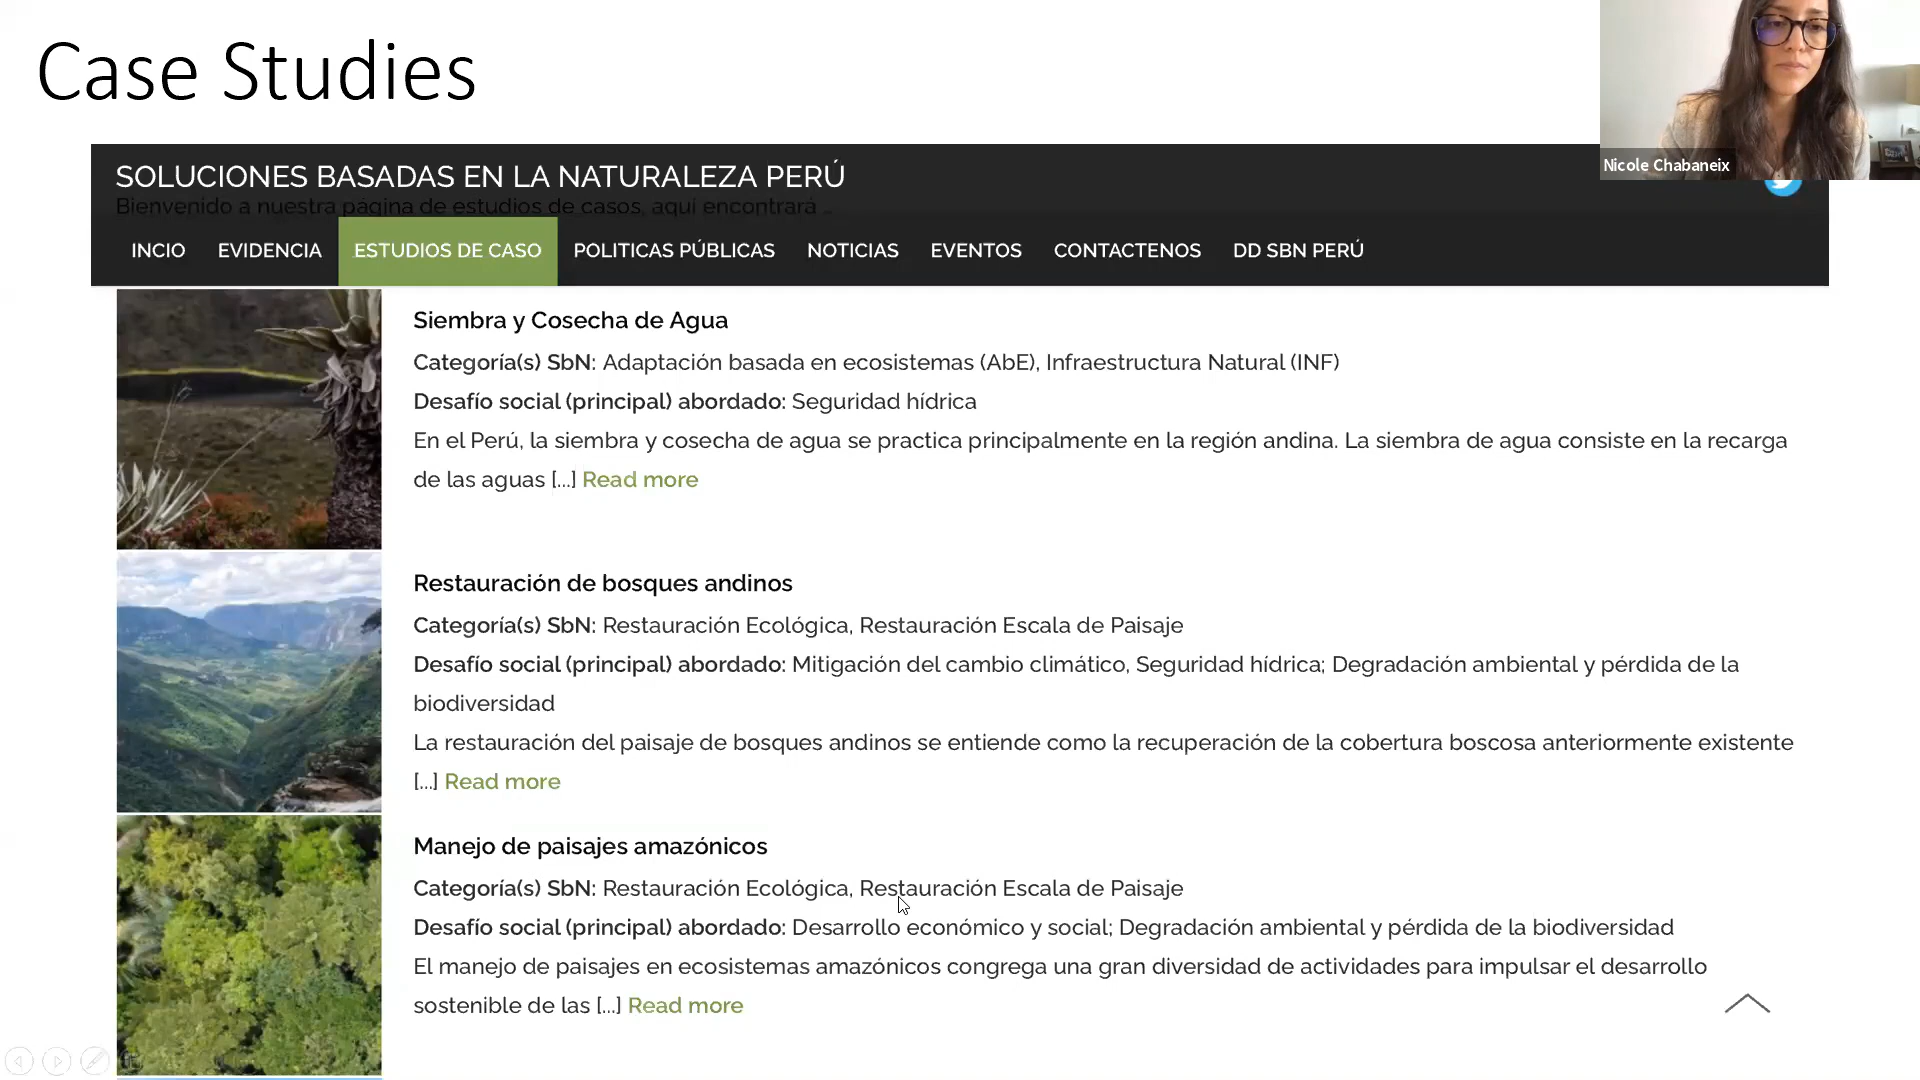 Case Studies
Nicole Chabaneix
SOLUCIONES BASADAS EN LA NATURALEZA PERÚ
Bienvenido a nuestra página de estudios de casos, aquí encontrará ..
INCIO EVIDENCIA ESTUDIOS DE CASO POLITICAS PÚBLICAS NOTICIAS EVENTOS CONTACTENOS DD SBN PERÚ
Siembra y Cosecha de Agua
Categoría(s) SbN: Adaptación basada en ecosistemas (AbE), Infraestructura Natural (INF)
Desafío social (principal) abordado: Seguridad hídrica
En el Perú, la siembra y cosecha de agua se practica principalmente en la región andina. La siembra de agua consiste en la recarga
de las aguas [...] Read more
Restauración de bosques andinos
Categoría(s) SbN: Restauración Ecológica, Restauración Escala de Paisaje
Desafío social (principal) abordado: Mitigación del cambio climático, Seguridad hídrica; Degradación ambiental y pérdida de la
biodiversidad
La restauración del paisaje de bosques andinos se entiende como la recuperación de la cobertura boscosa anteriormente existente
[...] Read more
Manejo de paisajes amazónicos
Categoría(s) SbN: Restauración Ecológica, Restauración Escala de Paisaje
Desafío social (principal) abordado: Desarrollo económico y social; Degradación ambiental y pérdida de la biodiversidad
El manejo de paisajes en ecosistemas amazónicos congrega una gran diversidad de actividades para impulsar el desarrollo
sostenible de las [...] Read more